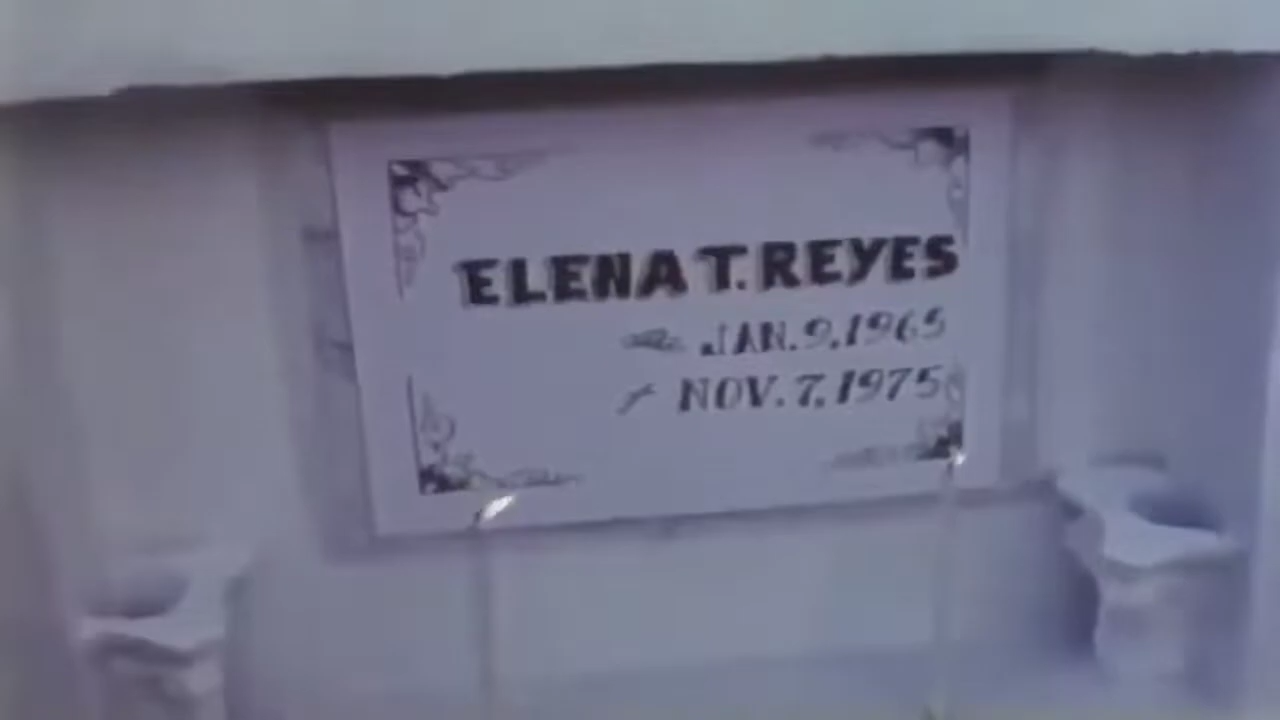 ELENA T. REYES
JAN. 9, 1965
NOV. 7, 1975